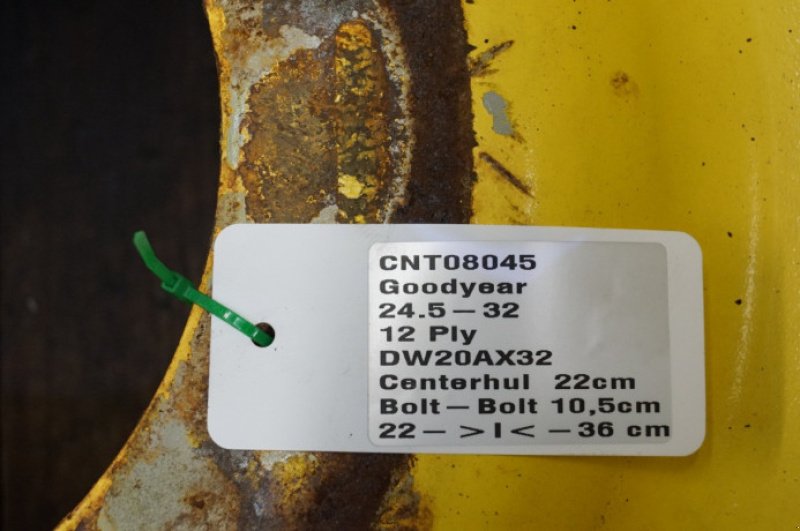 CNT08045
Goodyear
24.5-32
12 Ply
DW20AX32
Centerhul 22cm
Bolt-Bolt 10,5cm
22- >I< -36 cm